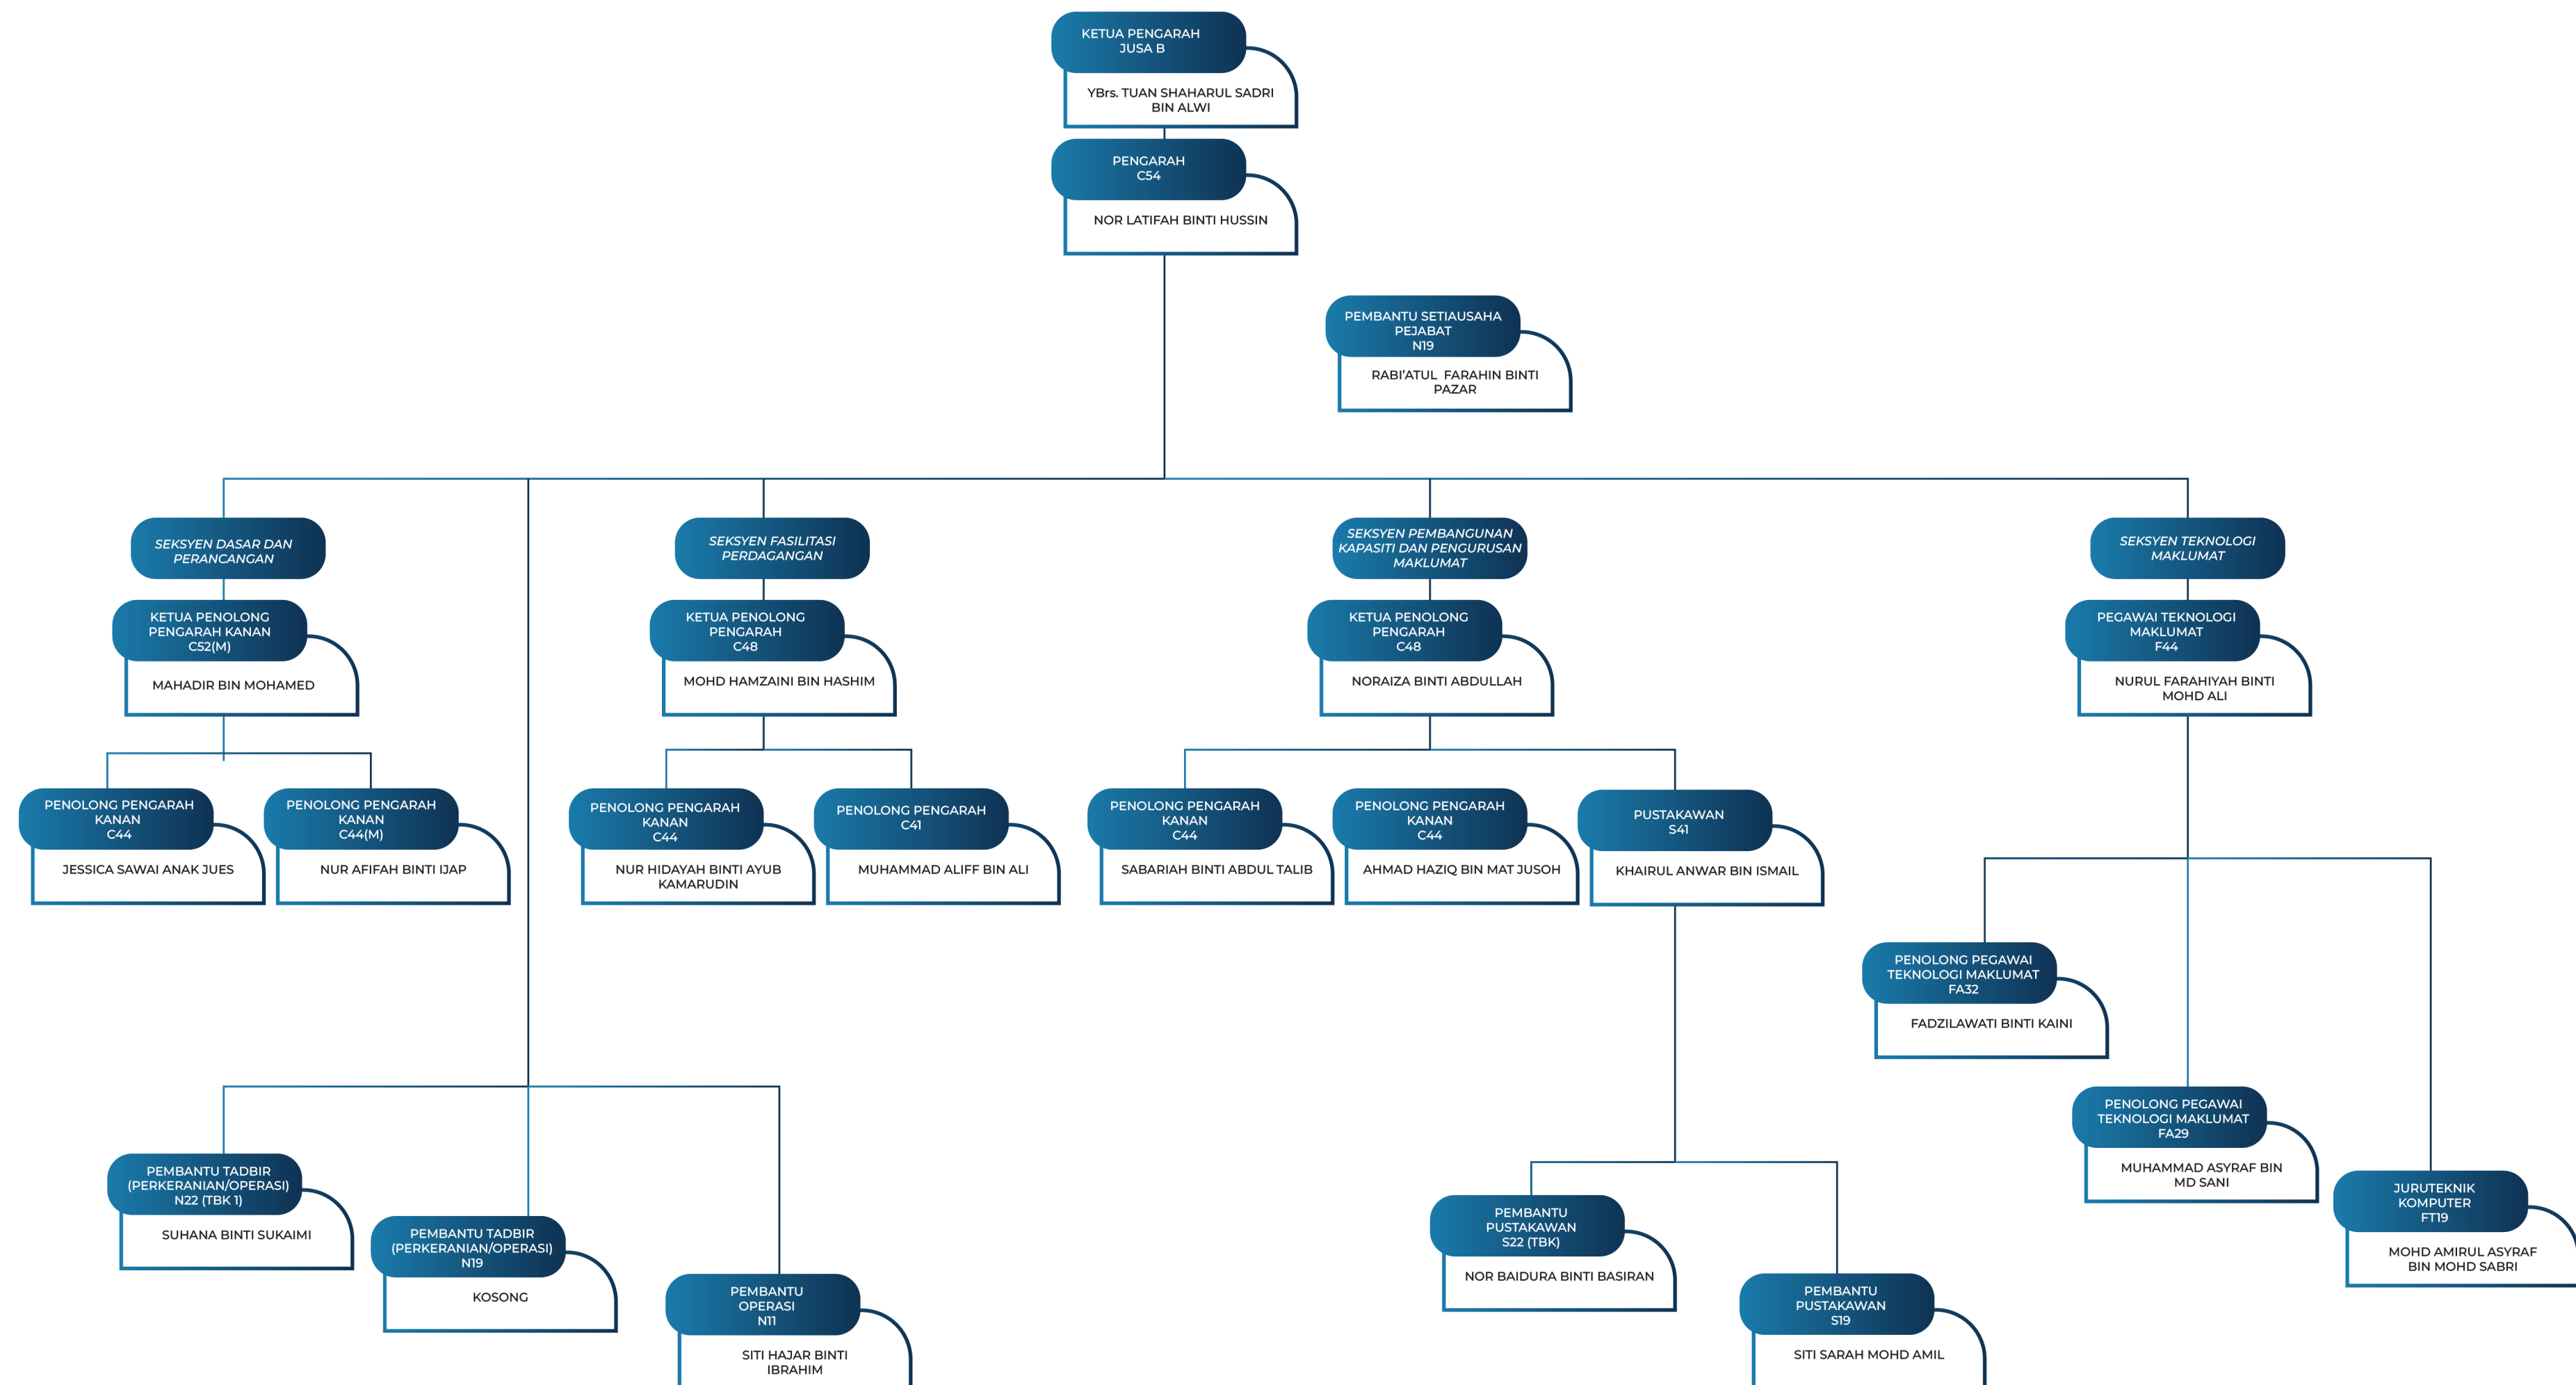 KETUA PENGARAH
JUSA B
YBrs. TUAN SHAHARUL SADRI
BIN ALWI
PENGARAH
C54
NOR LATIFAH BINTI HUSSIN
PEMBANTU SETIAUSAHA
PEJABAT
N19
RABI'ATUL FARAHIN BINTI
PAZAR
SEKSYEN DASAR DAN
PERANCANGAN
KETUA PENOLONG
PENGARAH KANAN
C52(M)
MAHADIR BIN MOHAMED
PENOLONG PENGARAH
KANAN
C44
JESSICA SAWAI ANAK JUES
PENOLONG PENGARAH
KANAN
C44(M)
NUR AFIFAH BINTI IJAP
SEKSYEN FASILITASI
PERDAGANGAN
KETUA PENOLONG
PENGARAH
C48
MOHD HAMZAINI BIN HASHIM
PENOLONG PENGARAH
KANAN
C44
NUR HIDAYAH BINTI AYUB
KAMARUDIN
PENOLONG PENGARAH
C41
MUHAMMAD ALIFF BIN ALI
SEKSYEN PEMBANGUNAN
KAPASITI DAN PENGURUSAN
MAKLUMAT
KETUA PENOLONG
PENGARAH
C48
NORAIZA BINTI ABDULLAH
PENOLONG PENGARAH
KANAN
C44
SABARIAH BINTI ABDUL TALIB
PENOLONG PENGARAH
KANAN
C44
AHMAD HAZIQ BIN MAT JUSOH
PUSTAKAWAN
S41
KHAIRUL ANWAR BIN ISMAIL
SEKSYEN TEKNOLOGI
MAKLUMAT
PEGAWAI TEKNOLOGI
MAKLUMAT
F44
NURUL FARAHIYAH BINTI
MOHD ALI
PENOLONG PEGAWAI
TEKNOLOGI MAKLUMAT
FA32
FADZILAWATI BINTI KAINI
PENOLONG PEGAWAI
TEKNOLOGI MAKLUMAT
FA29
MUHAMMAD ASYRAF BIN
MD SANI
JURUTEKNIK
KOMPUTER
FT19
MOHD AMIRUL ASYRAF
BIN MOHD SABRI
PEMBANTU TADBIR
(PERKERANIAN/OPERASI)
N22 (TBK 1)
SUHANA BINTI SUKAIMI
PEMBANTU TADBIR
(PERKERANIAN/OPERASI)
N19
KOSONG
PEMBANTU
OPERASI
N11
SITI HAJAR BINTI
IBRAHIM
PEMBANTU
PUSTAKAWAN
S22 (TBK)
NOR BAIDURA BINTI BASIRAN
PEMBANTU
PUSTAKAWAN
S19
SITI SARAH MOHD AMIL